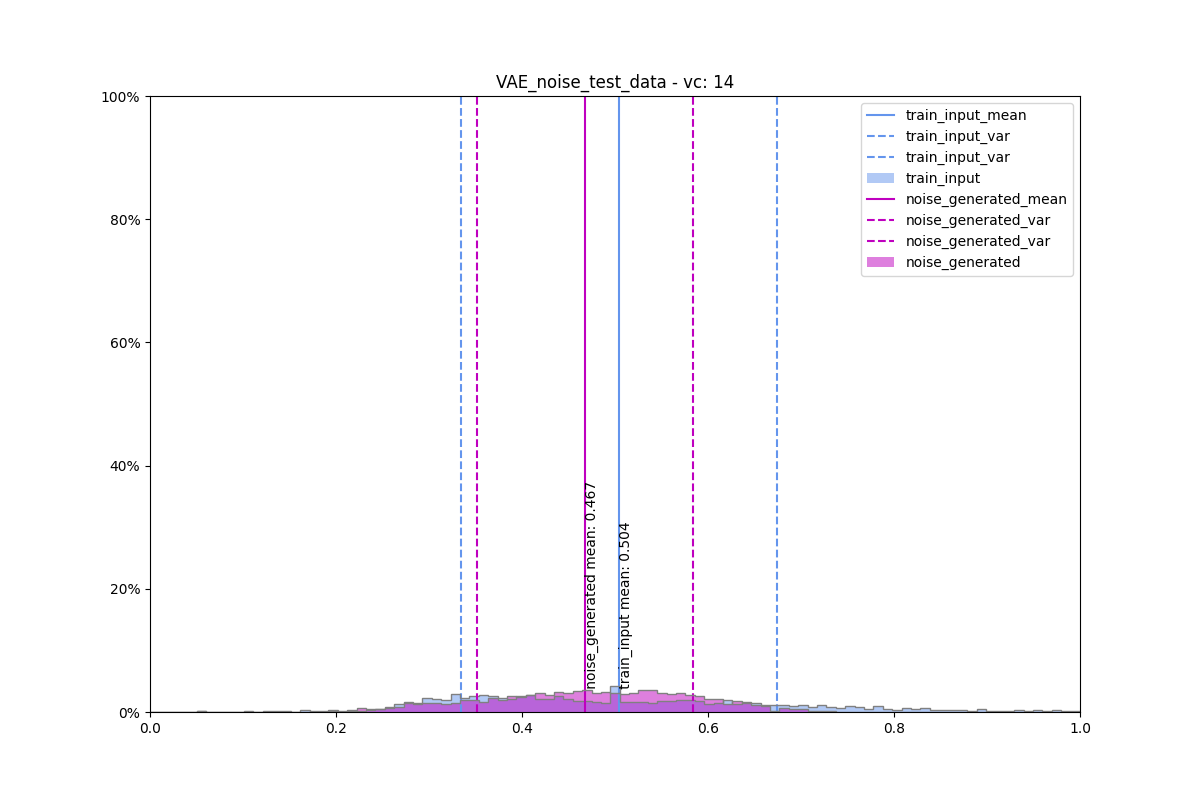 VAE_noise_test_data - vc: 14
100%
80%
60%
40%
20%
0%
train_input_mean
train_input_var
train_input_var
train_input
noise_generated_mean
noise_generated_var
noise_generated_var
noise_generated
noise_generated mean: 0.467
train_input mean: 0.504
0.0 0.2 0.4 0.6 0.8 1.0